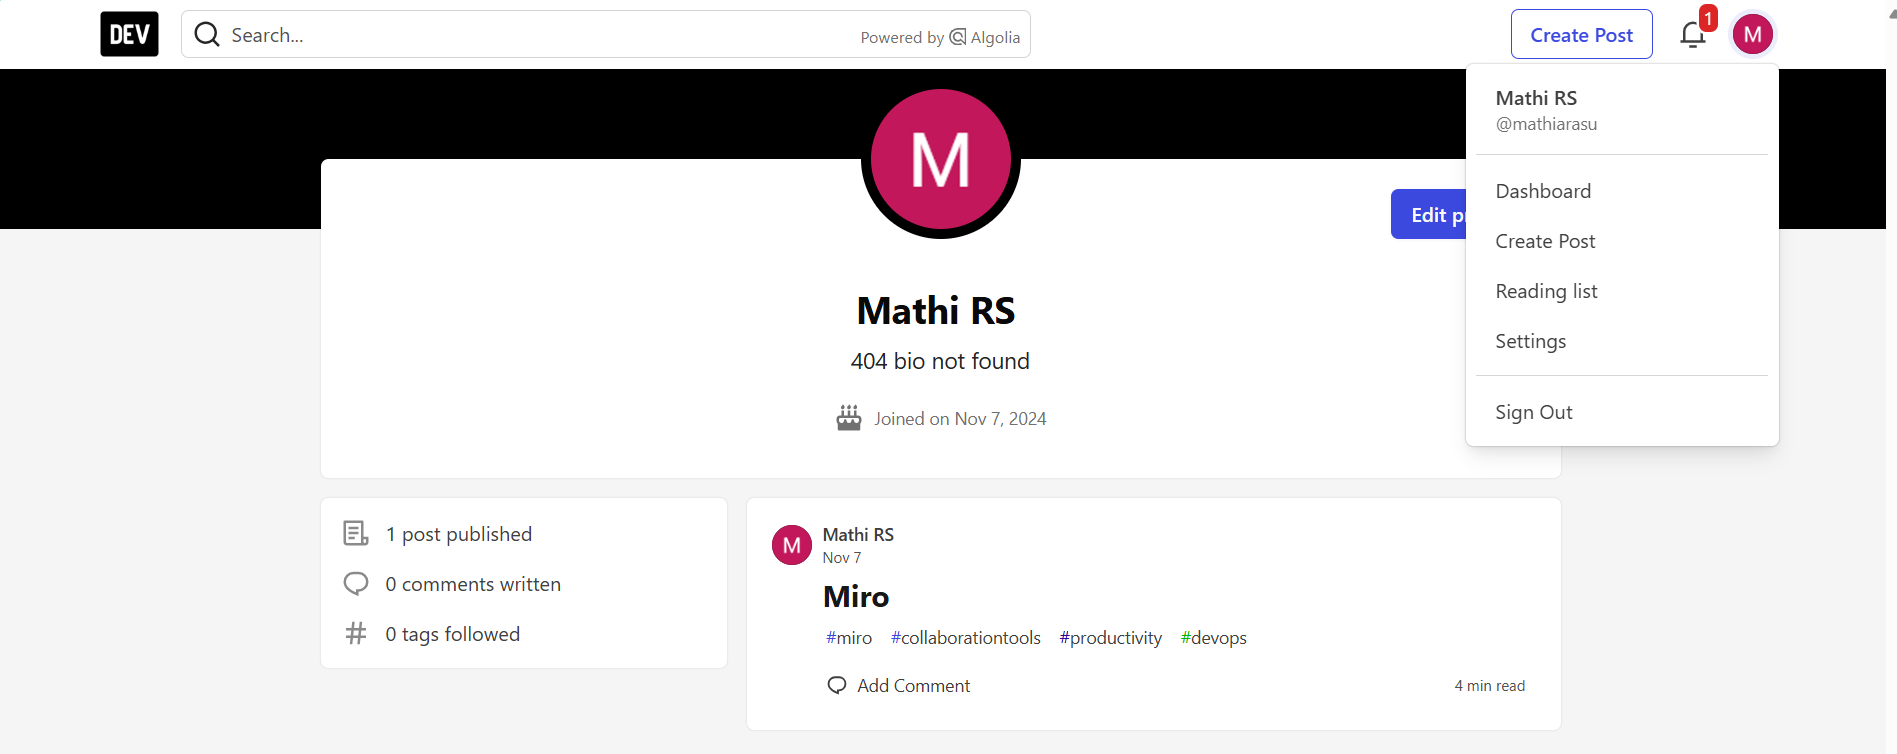 DEV
Search...
Powered by Algolia
Create Post
1
M
Mathi RS
@mathiarasu
Dashboard
Create Post
Reading list
Settings
Sign Out
M
Edit
Mathi RS
404 bio not found
Joined on Nov 7, 2024
1 post published
0 comments written
0 tags followed
M
Mathi RS
Nov 7
Miro
#miro #collaborationtools #productivity #devops
Add Comment
4 min read